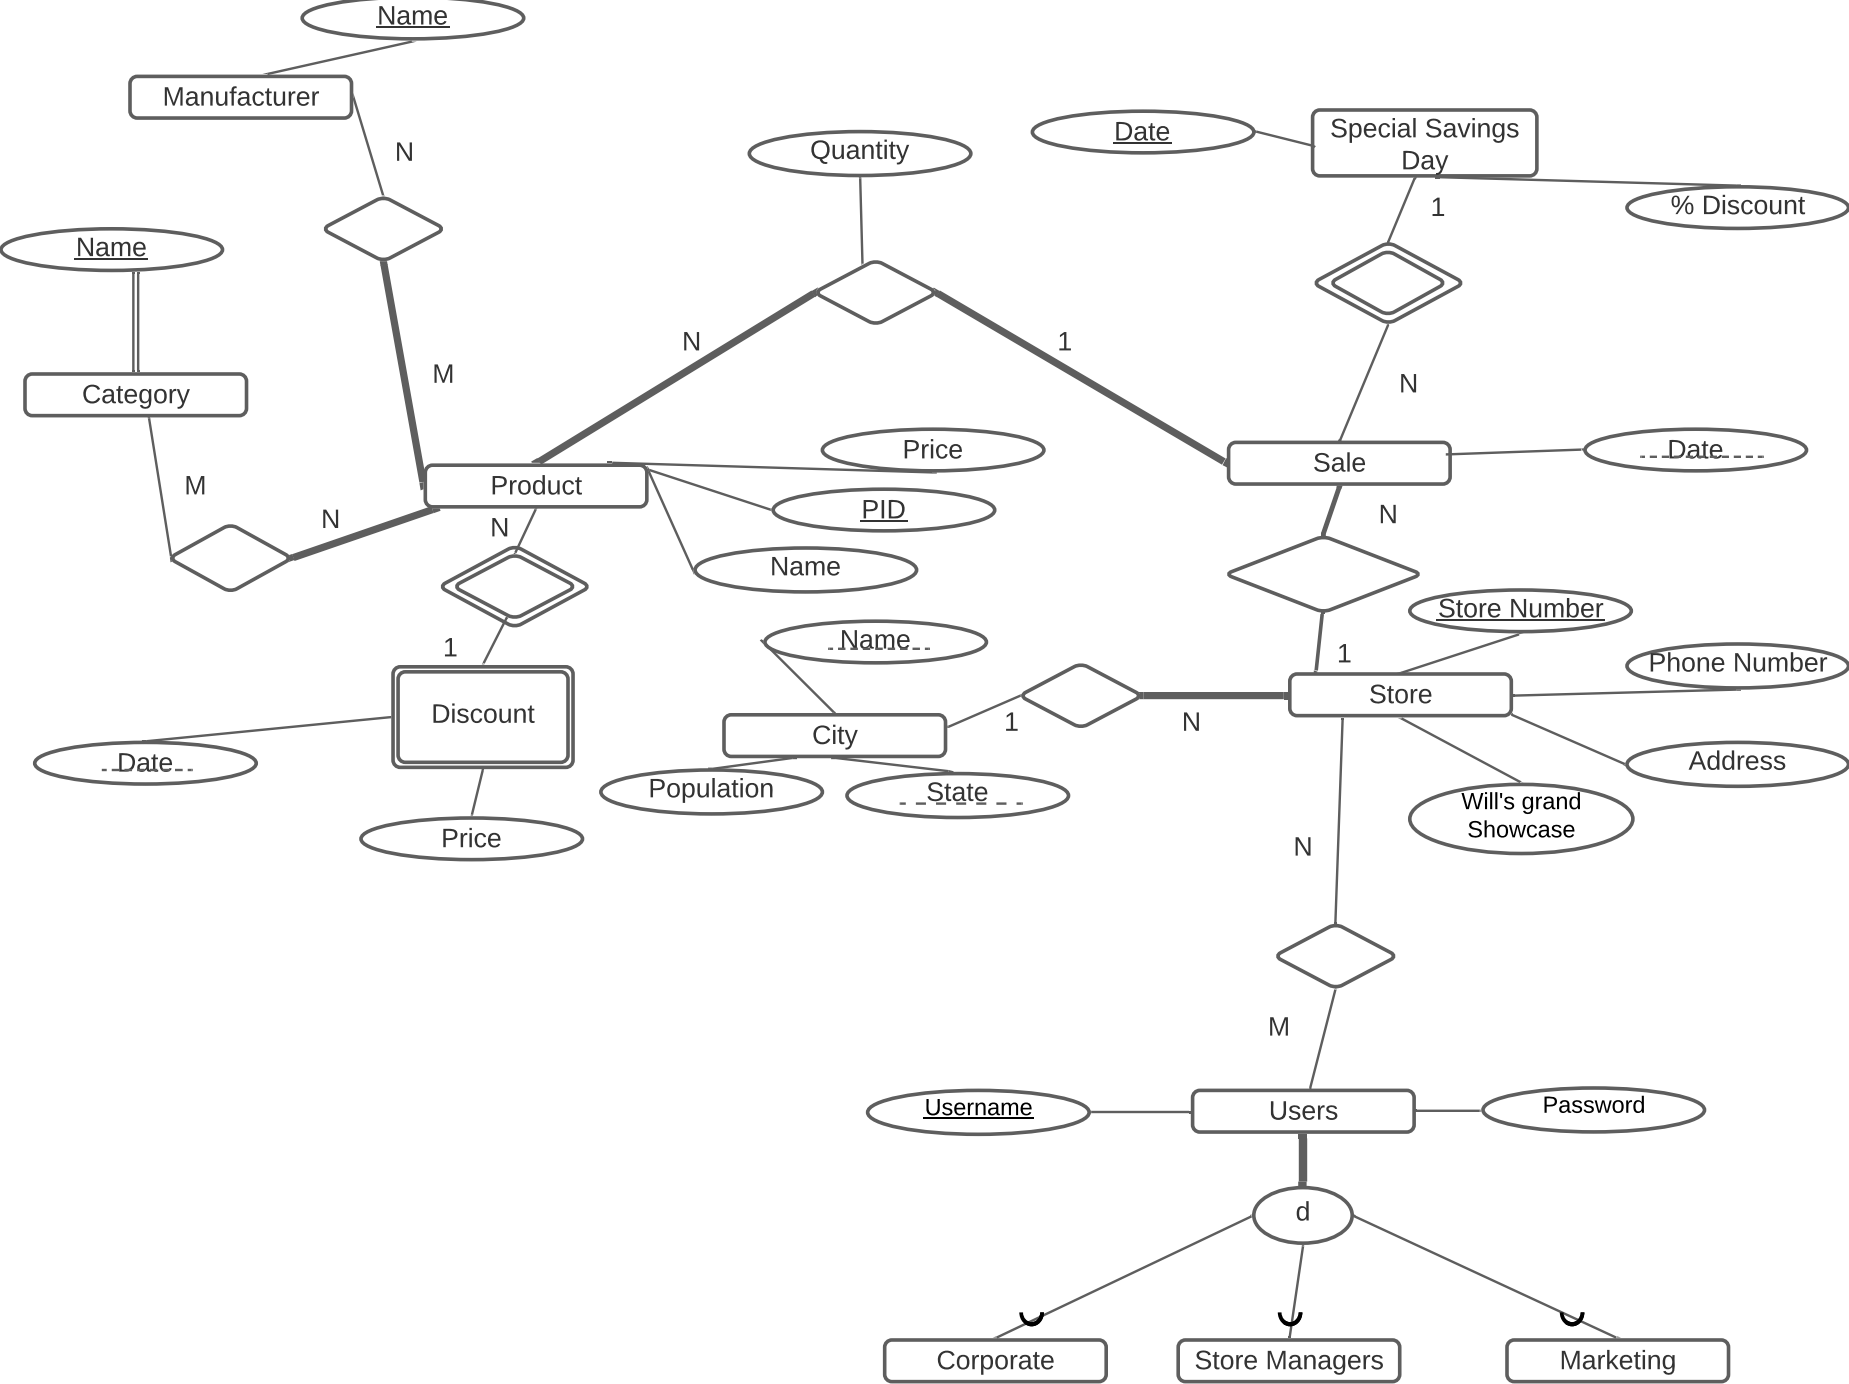 Name
Manufacturer
N
Quantity
Date
Special Savings
Day
% Discount
1
Name
N
1
M
N
Category
Price
Sale
Date
M
Product
PID
N
N
N
Name
1
Name
Store Number
Phone Number
Discount
City
1
N
Store
Date
Population
State
Address
Will's grand
Showcase
Price
N
M
Username
Users
Password
d
Corporate
Store Managers
Marketing